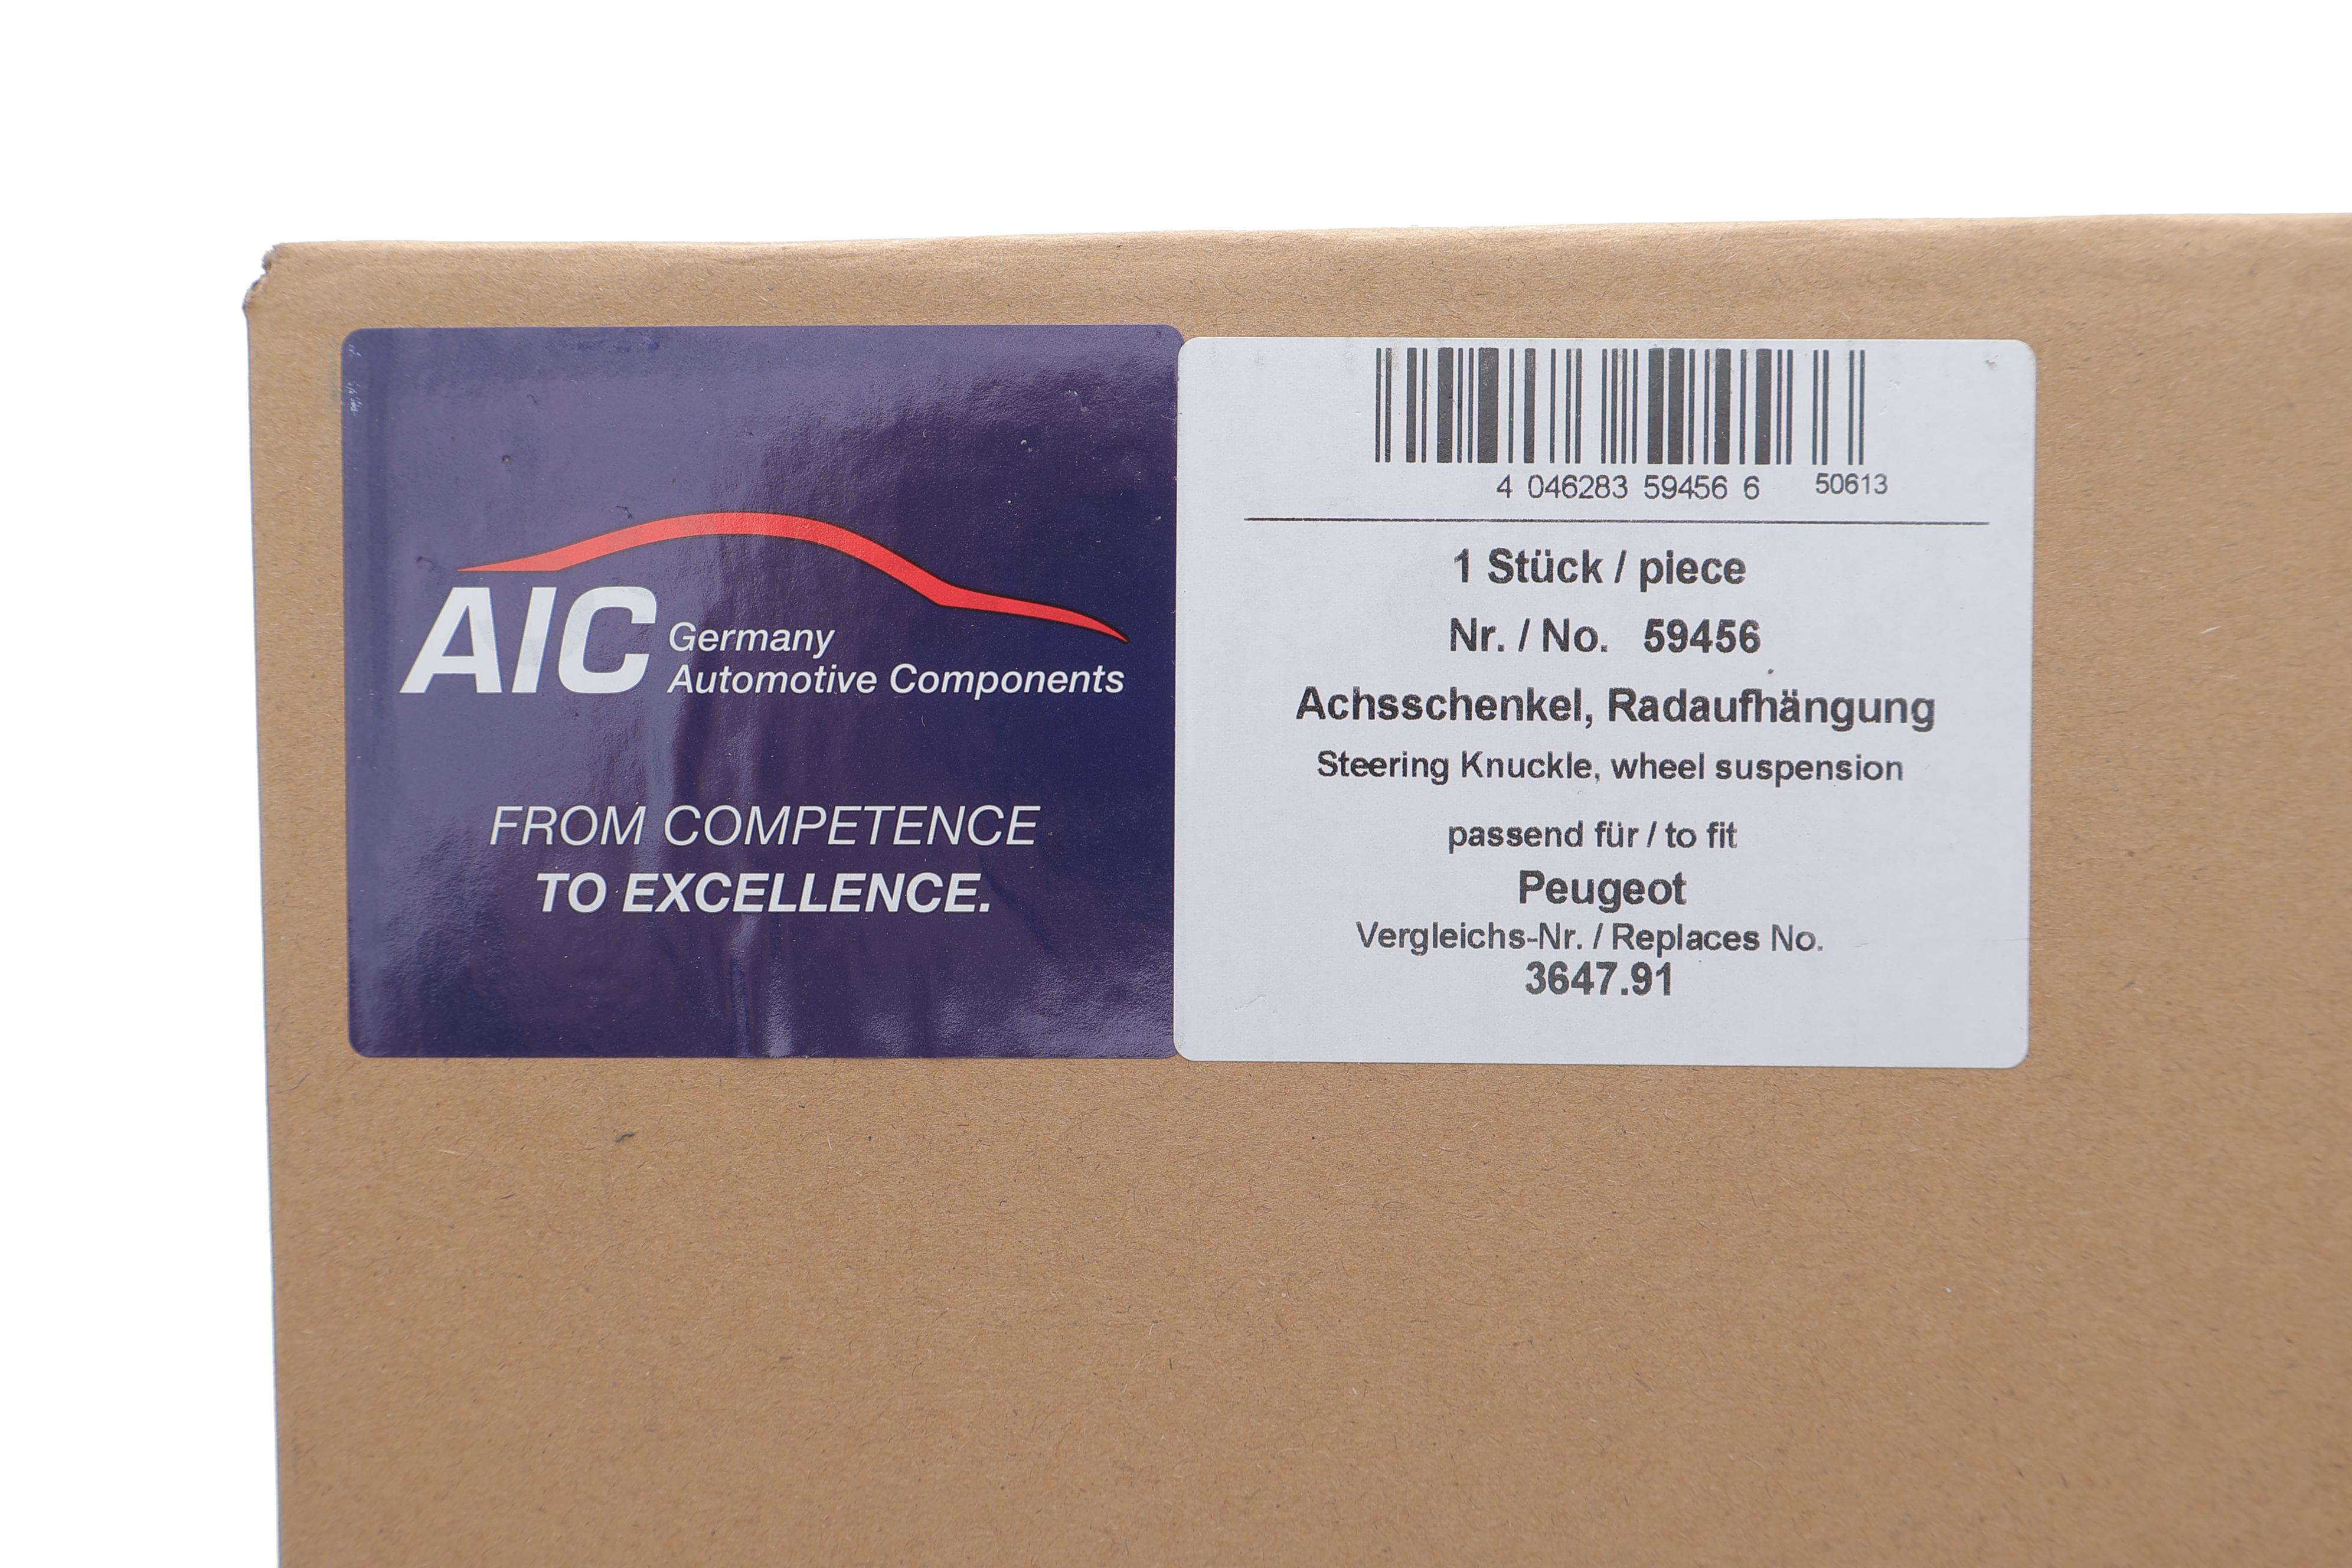 AIC Germany
Automotive Components
FROM COMPETENCE
TO EXCELLENCE.
4 046283 59456 6 50613
1 Stück / piece
Nr. / No. 59456
Achsschenkel, Radaufhängung
Steering Knuckle, wheel suspension
passend für / to fit
Peugeot
Vergleichs-Nr. / Replaces No.
3647.91